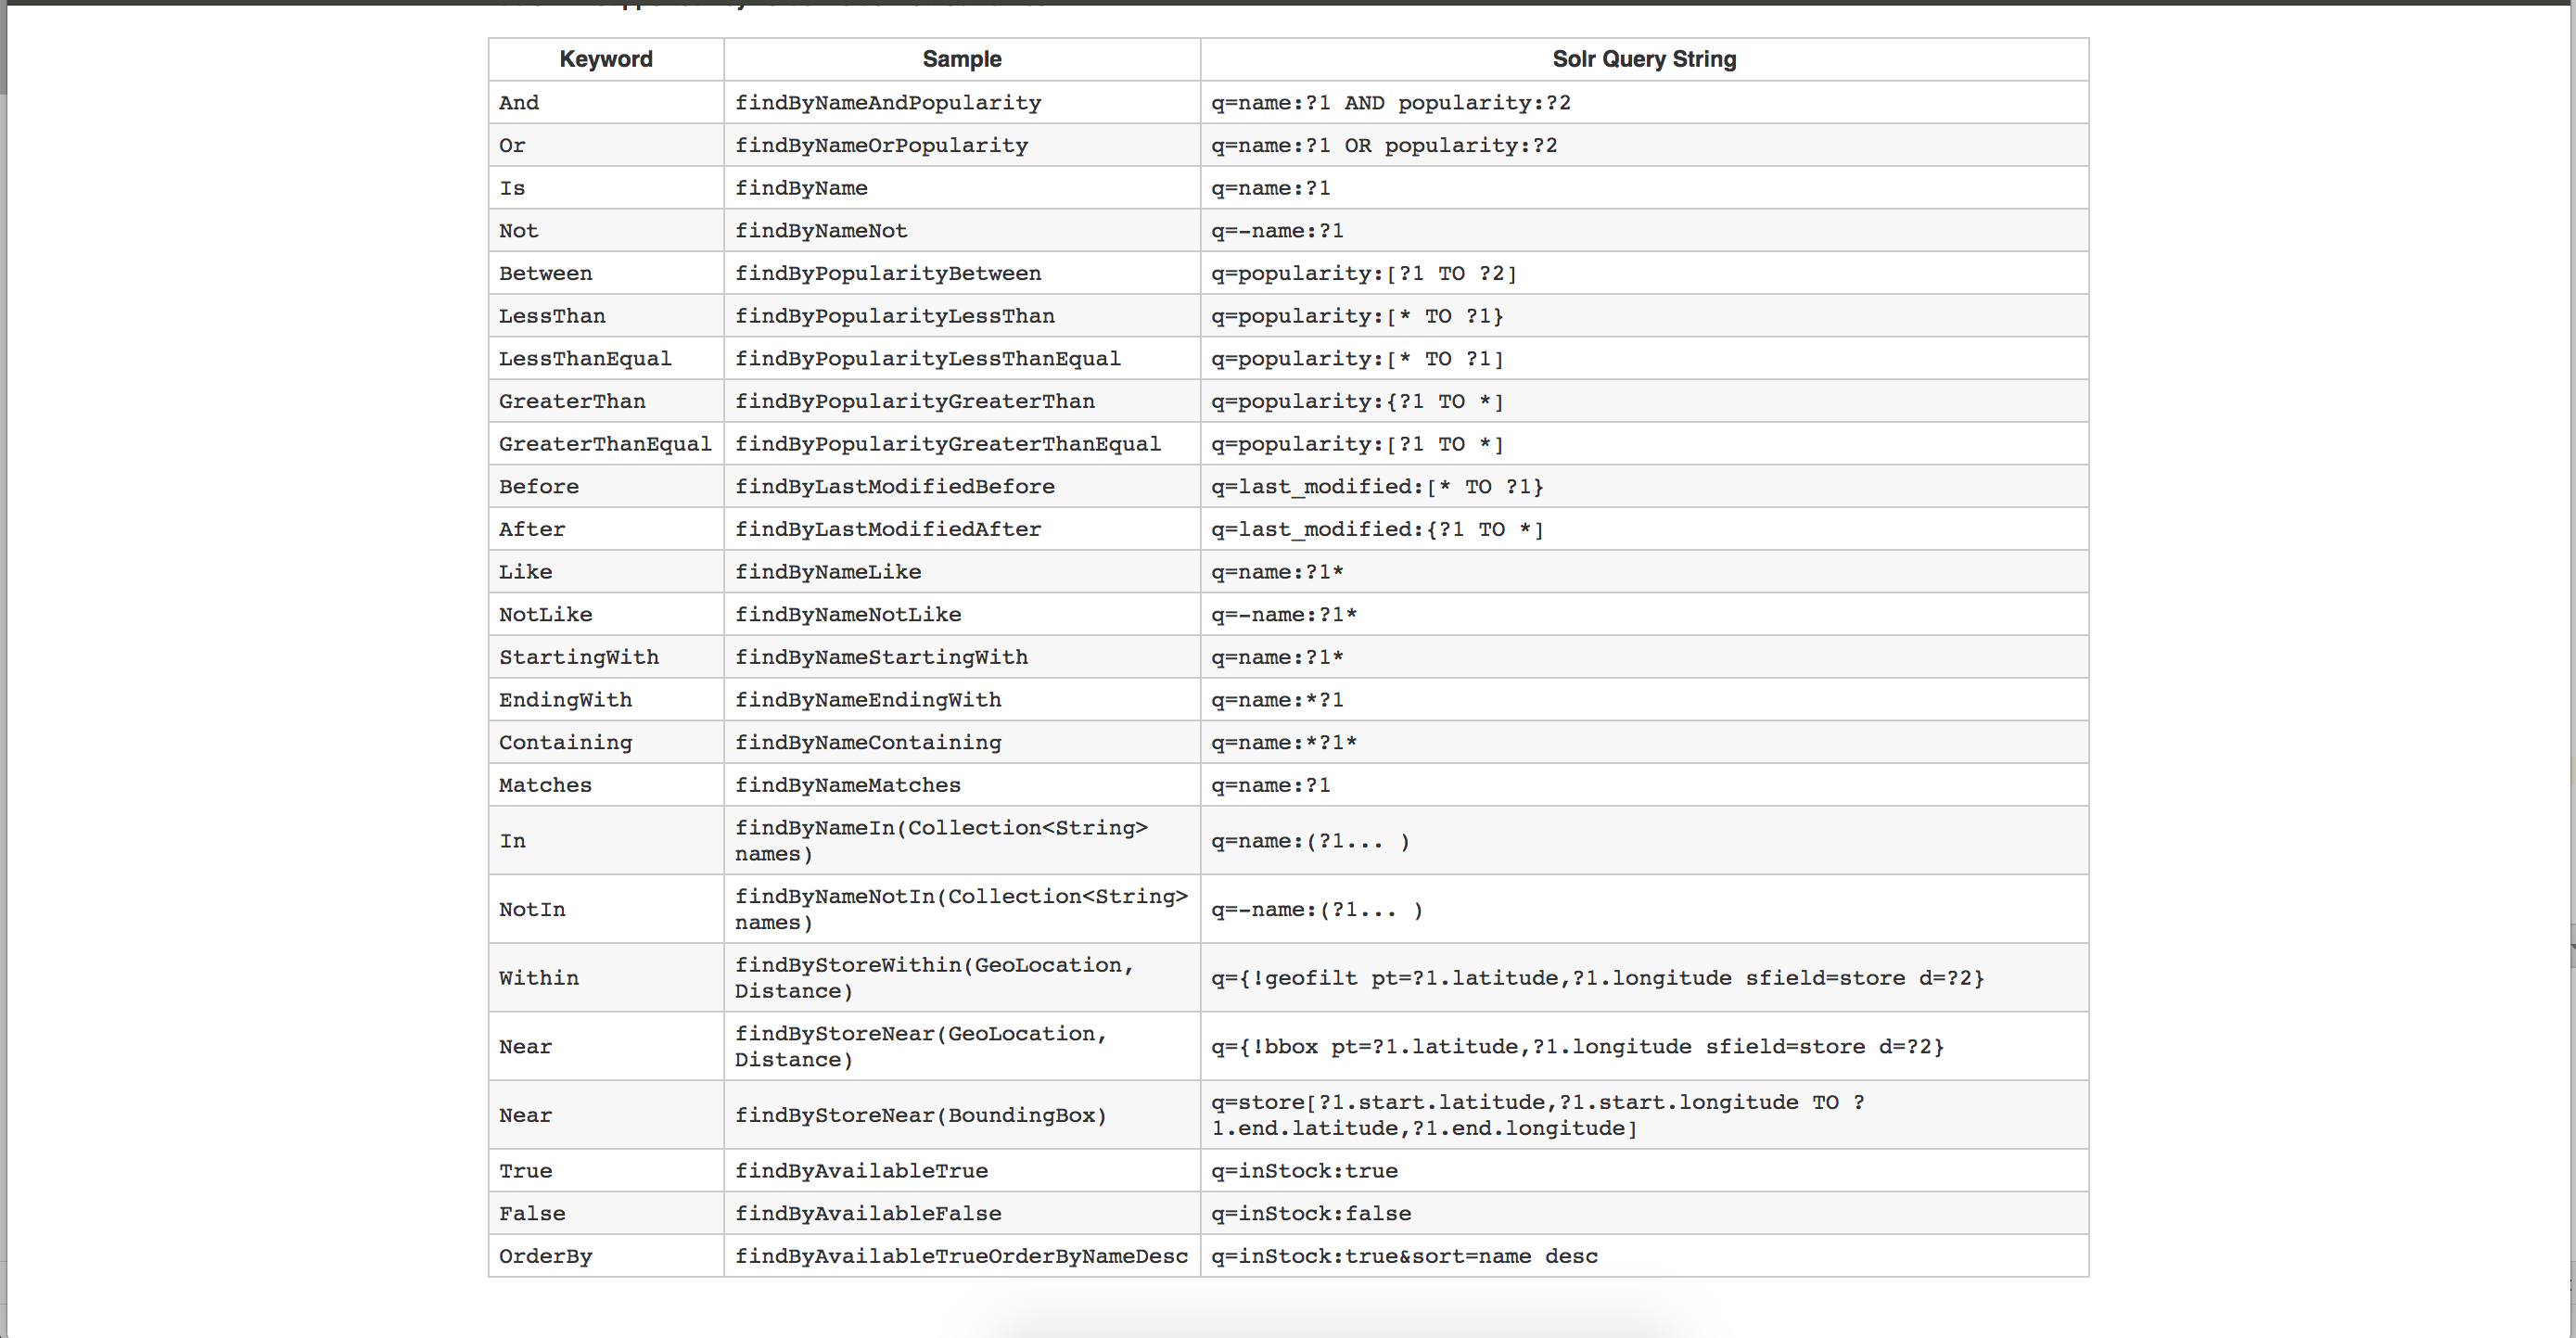 Keyword Sample Solr Query String
And findByNameAndPopularity q=name:?1 AND popularity:?2
Or findByNameOrPopularity q=name:?1 OR popularity:?2
Is findByName q=name:?1
Not findByNameNot q=-name:?1
Between findByPopularityBetween q=popularity:[?1 TO ?2]
LessThan findByPopularityLessThan q=popularity:[* TO ?1}
LessThanEqual findByPopularityLessThanEqual q=popularity:[* TO ?1]
GreaterThan findByPopularityGreaterThan q=popularity:{?1 TO *]
GreaterThanEqual findByPopularityGreaterThanEqual q=popularity:[?1 TO *]
Before findByLastModifiedBefore q=last_modified:[* TO ?1}
After findByLastModifiedAfter q=last_modified:{?1 TO *]
Like findByNameLike q=name:?1*
NotLike findByNameNotLike q=-name:?1*
StartingWith findByNameStartingWith q=name:?1*
EndingWith findByNameEndingWith q=name:*?1
Containing findByNameContaining q=name:*?1*
Matches findByNameMatches q=name:?1
In findByNameIn(Collection<String>
names) q=name:(?1... )
NotIn findByNameNotIn(Collection<String>
names) q=-name:(?1... )
Within findByStoreWithin(GeoLocation,
Distance) q={!geofilt pt=?1.latitude,?1.longitude sfield=store d=?2}
Near findByStoreNear(GeoLocation,
Distance) q={!bbox pt=?1.latitude,?1.longitude sfield=store d=?2}
Near findByStoreNear(BoundingBox) q=store[?1.start.latitude,?1.start.longitude TO ?
1.end.latitude,?1.end.longitude]
True findByAvailableTrue q=inStock:true
False findByAvailableFalse q=inStock:false
OrderBy findByAvailableTrueOrderByNameDesc q=inStock:true&sort=name desc